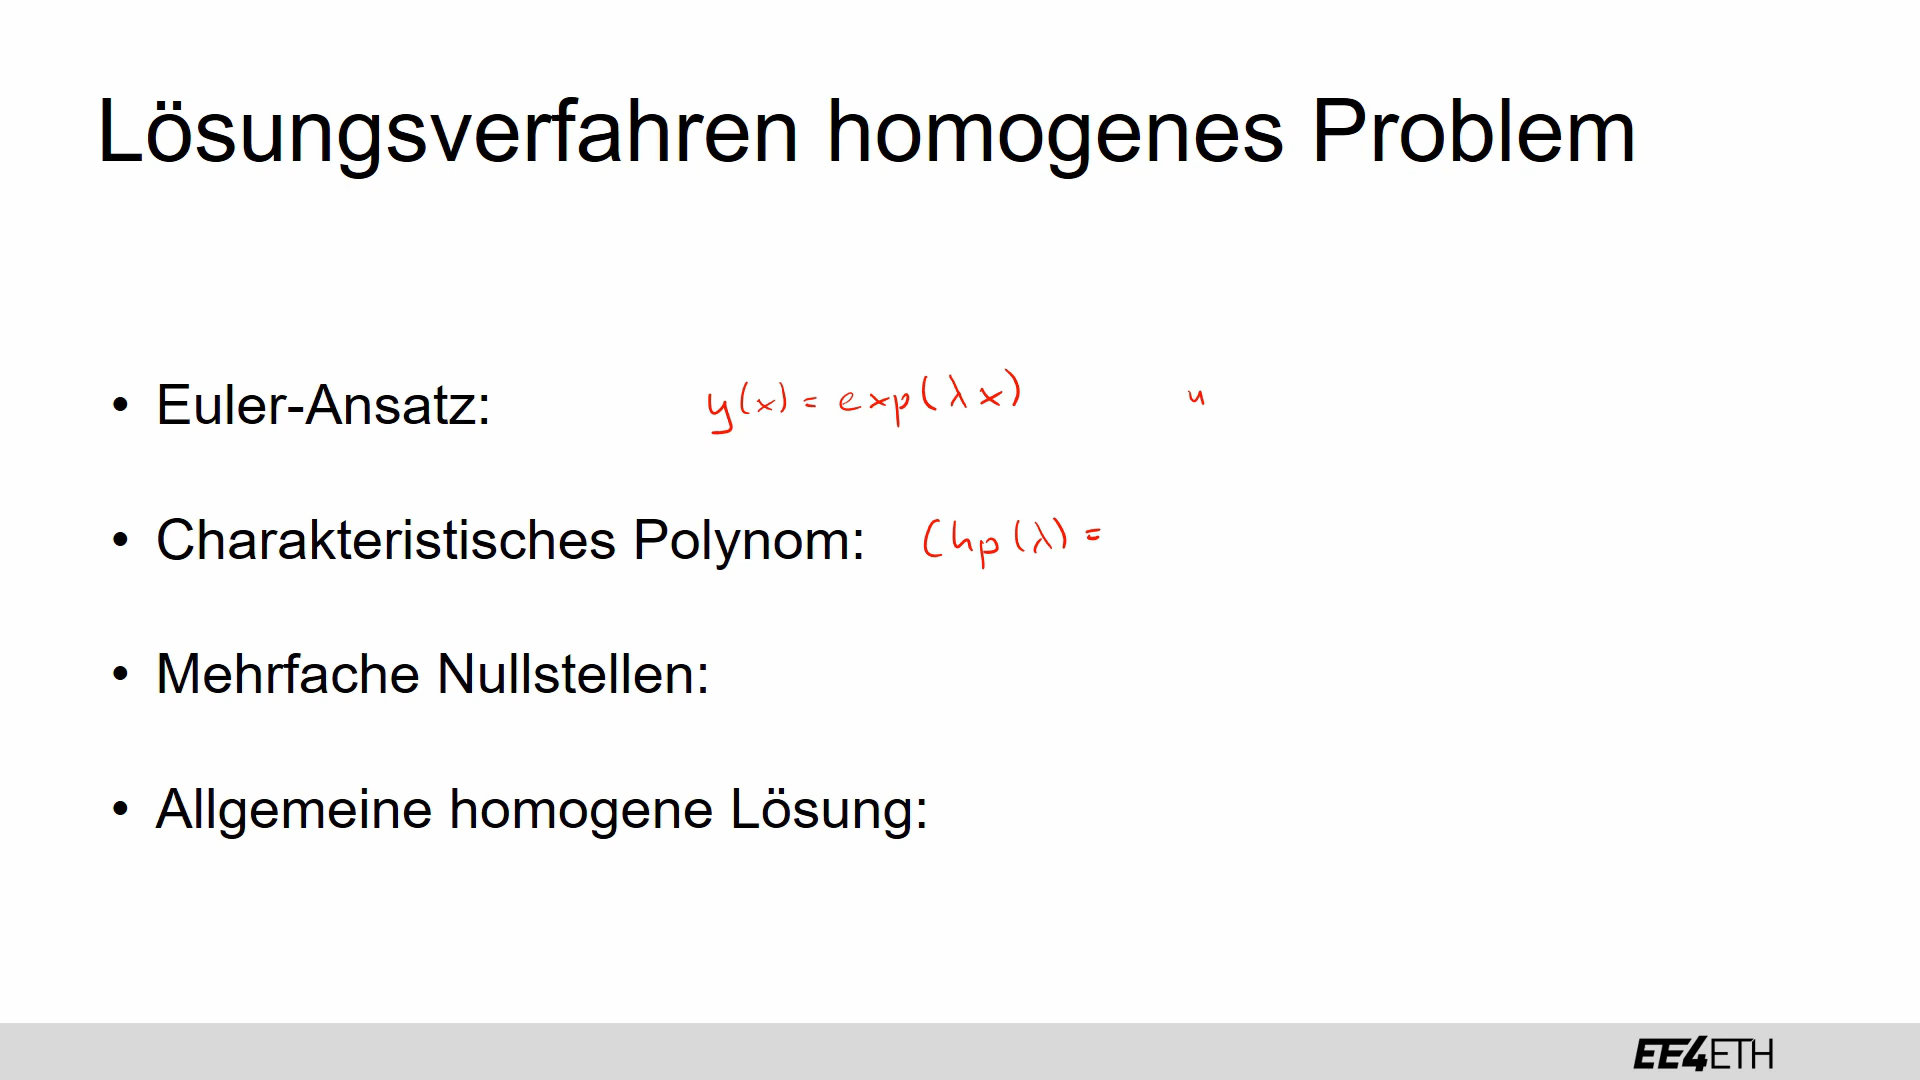 Lösungsverfahren homogenes Problem
• Euler-Ansatz: y(x) = exp(λx)
• Charakteristisches Polynom: Chp(λ) =
• Mehrfache Nullstellen:
• Allgemeine homogene Lösung:
EE4ETH